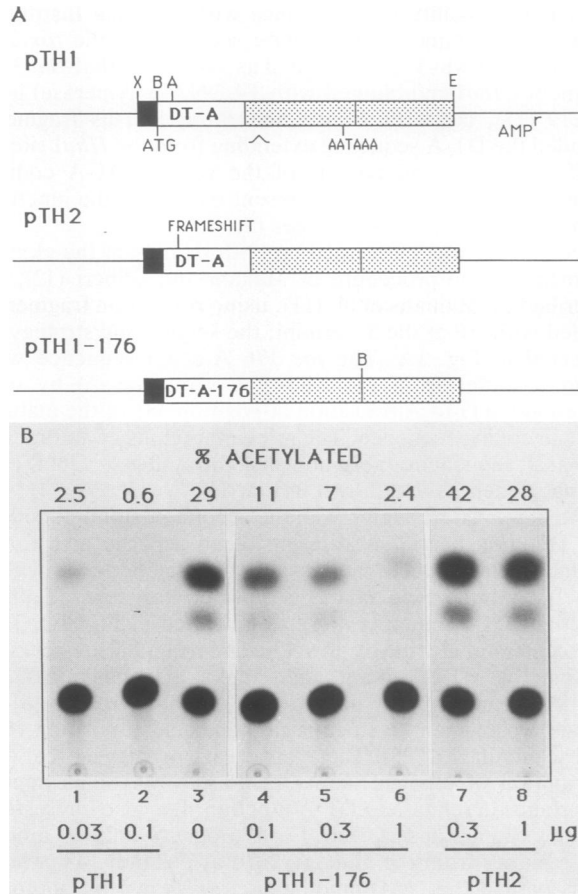 A
pTH1
X B A E
DT-A
ATG AATAAA AMPr
pTH2
FRAMESHIFT
DT-A
pTH1-176
B
DT-A-176
B
% ACETYLATED
2.5 0.6 29 11 7 2.4 42 28
1 2 3 4 5 6 7 8
0.03 0.1 0 0.1 0.3 1 0.3 1 µg
pTH1 pTH1-176 pTH2